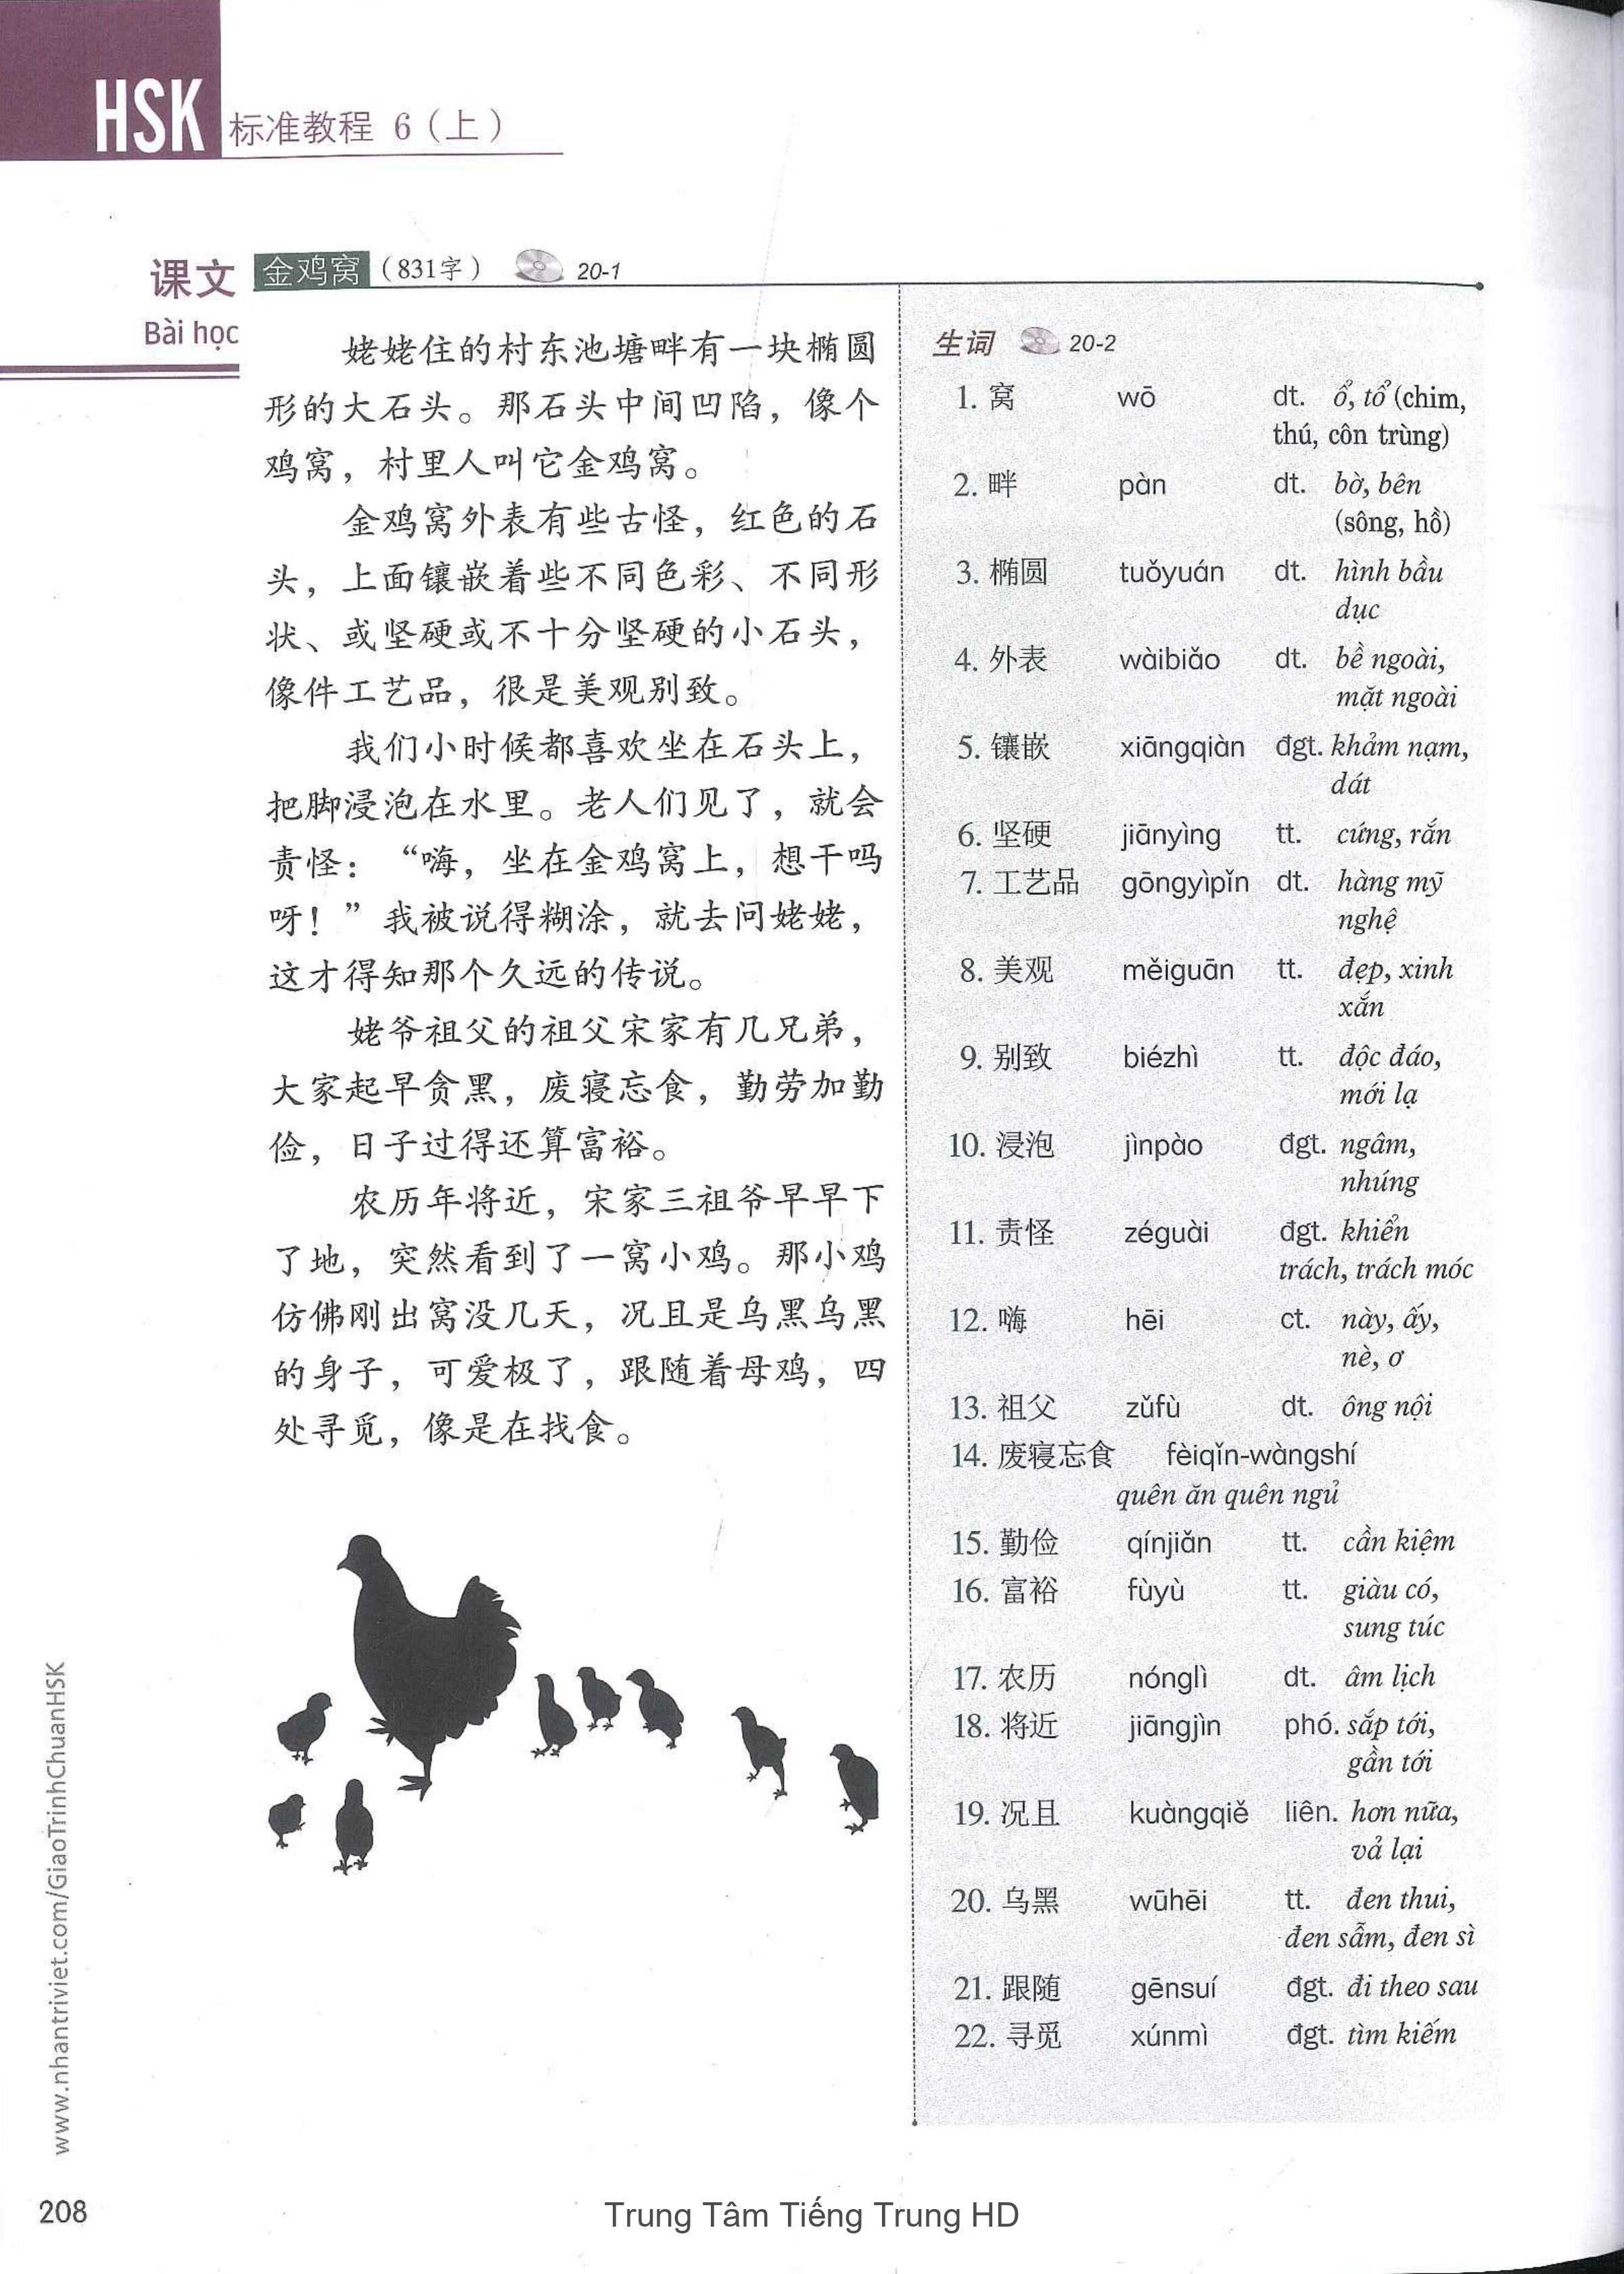 HSK 标准教程 6（上）
课文
Bài học
金鸡窝（831字） 20-1
姥姥住的村东池塘畔有一块椭圆
形的大石头。那石头中间凹陷，像个
鸡窝，村里人叫它金鸡窝。
金鸡窝外表有些古怪，红色的石
头，上面镶嵌着些不同色彩、不同形
状、或坚硬或不十分坚硬的小石头，
像件工艺品，很是美观别致。
我们小时候都喜欢坐在石头上，
把脚浸泡在水里。老人们见了，就会
责怪：“嗨，坐在金鸡窝上，想干吗
呀！”我被说得糊涂，就去问姥姥，
这才得知那个久远的传说。
姥爷祖父的祖父宋家有几兄弟，
大家起早贪黑，废寝忘食，勤劳加勤
俭，日子过得还算富裕。
农历年将近，宋家三祖爷早早下
了地，突然看到了一窝小鸡。那小鸡
仿佛刚出窝没几天，况且是乌黑乌黑
的身子，可爱极了，跟随着母鸡，四
处寻觅，像是在找食。
生词 20-2
1. 窝 wō dt. ổ, tổ (chim,
thú, côn trùng)
2. 畔 pàn dt. bờ, bên
(sông, hồ)
3. 椭圆 tuǒyuán dt. hình bầu
dục
4. 外表 wàibiǎo dt. bề ngoài,
mặt ngoài
5. 镶嵌 xiāngqiàn đgt. khảm nạm,
dát
6. 坚硬 jiānyìng tt. cứng, rắn
7. 工艺品 gōngyìpǐn dt. hàng mỹ
nghệ
8. 美观 měiguān tt. đẹp, xinh
xắn
9. 别致 biézhì tt. độc đáo,
mới lạ
10. 浸泡 jìnpào đgt. ngâm,
nhúng
11. 责怪 zéguài đgt. khiển
trách, trách móc
12. 嗨 hēi ct. này, ấy,
nè, ơ
13. 祖父 zǔfù dt. ông nội
14. 废寝忘食 fèiqǐn-wàngshí
quên ăn quên ngủ
15. 勤俭 qínjiǎn tt. cần kiệm
16. 富裕 fùyù tt. giàu có,
sung túc
17. 农历 nónglì dt. âm lịch
18. 将近 jiāngjìn phó. sắp tới,
gần tới
19. 况且 kuàngqiě liên. hơn nữa,
vả lại
20. 乌黑 wūhēi tt. đen thui,
đen sẫm, đen sì
21. 跟随 gēnsuí đgt. đi theo sau
22. 寻觅 xúnmì đgt. tìm kiếm
www.nhantriviet.com/GiaoTrinhChuanHSK
208
Trung Tâm Tiếng Trung HD